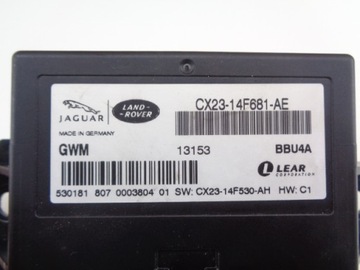 JAGUAR
LAND-
ROVER
CX23-14F681-AE
MADE IN GERMANY
GWM 13153 BBU4A
LEAR
CORPORATION
530181 807 0003804 01 SW: CX23-14F530-AH HW: C1